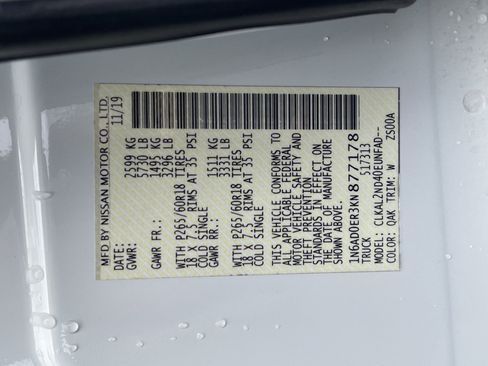 MFD BY NISSAN MOTOR CO., LTD.
DATE: 11/19
GVWR: 2599 KG
5730 LB
GAWR FR.: 1495 KG
3296 LB
WITH P265/60R18 TIRES
18 X 7.5 RIMS AT 35 PSI
COLD SINGLE
GAWR RR.: 1511 KG
3331 LB
WITH P265/60R18 TIRES
18 X 7.5 RIMS AT 35 PSI
COLD SINGLE
THIS VEHICLE CONFORMS TO
ALL APPLICABLE FEDERAL
MOTOR VEHICLE SAFETY AND
THEFT PREVENTION
STANDARDS IN EFFECT ON
THE DATE OF MANUFACTURE
SHOWN ABOVE.
1N6AD0ER3KN877178
TRUCK 517313
MODEL: CLKAL2ND40EUNFAD--
COLOR: QAK TRIM: W ZS00A